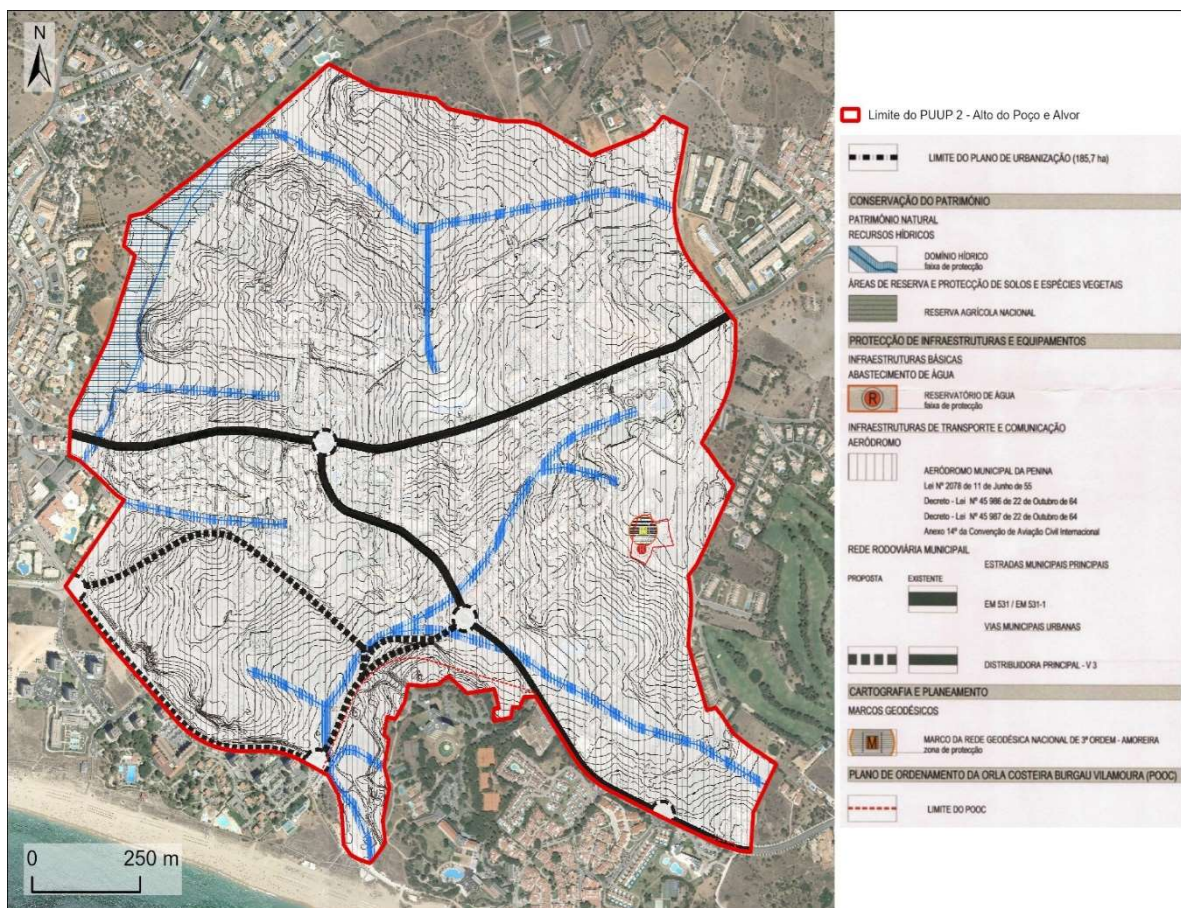 N
0 250 m
Limite do PUUP 2 - Alto do Poço e Alvor
LIMITE DO PLANO DE URBANIZAÇÃO (185,7 ha)
CONSERVAÇÃO DO PATRIMÓNIO
PATRIMÓNIO NATURAL
RECURSOS HÍDRICOS
DOMÍNIO HÍDRICO
faixa de protecção
ÁREAS DE RESERVA E PROTECÇÃO DE SOLOS E ESPÉCIES VEGETAIS
RESERVA AGRÍCOLA NACIONAL
PROTECÇÃO DE INFRAESTRUTURAS E EQUIPAMENTOS
INFRAESTRUTURAS BÁSICAS
ABASTECIMENTO DE ÁGUA
R
RESERVATÓRIO DE ÁGUA
faixa de protecção
INFRAESTRUTURAS DE TRANSPORTE E COMUNICAÇÃO
AERÓDROMO
AERÓDROMO MUNICIPAL DA PENINA
Lei Nº 2078 de 11 de Junho de 55
Decreto - Lei Nº 45 986 de 22 de Outubro de 64
Decreto - Lei Nº 45 987 de 22 de Outubro de 64
Anexo 14º da Convenção de Aviação Civil Internacional
REDE RODOVIÁRIA MUNICIPAIL
ESTRADAS MUNICIPAIS PRINCIPAIS
PROPOSTA EXISTENTE
EM 531 / EM 531-1
VIAS MUNICIPAIS URBANAS
DISTRIBUIDORA PRINCIPAL - V 3
CARTOGRAFIA E PLANEAMENTO
MARCOS GEODÉSICOS
M
MARCO DA REDE GEODÉSICA NACIONAL DE 3ª ORDEM - AMOREIRA
zona de protecção
PLANO DE ORDENAMENTO DA ORLA COSTEIRA BURGAU VILAMOURA (POOC)
LIMITE DO POOC